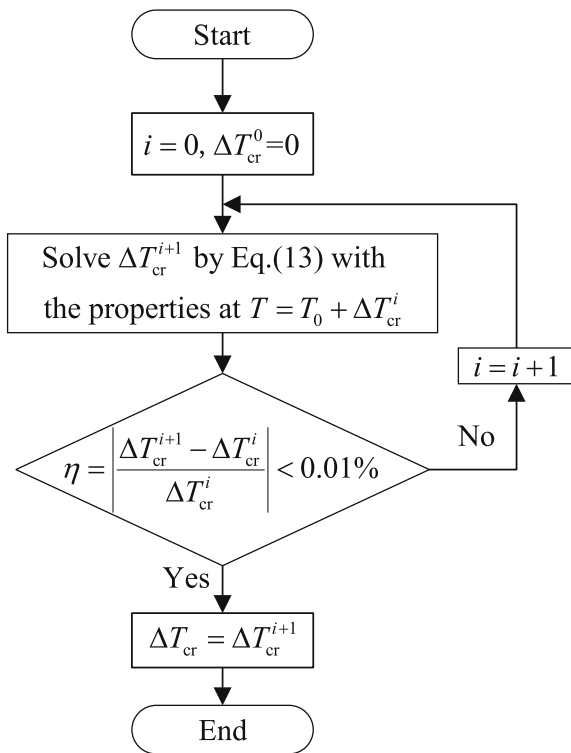 Start
i = 0, ΔT_cr^0 =0
Solve ΔT_cr^{i+1} by Eq.(13) with
the properties at T = T_0 + ΔT_cr^i
i = i +1
No
η = |(ΔT_cr^{i+1} − ΔT_cr^i) / ΔT_cr^i| < 0.01%
Yes
ΔT_cr = ΔT_cr^{i+1}
End